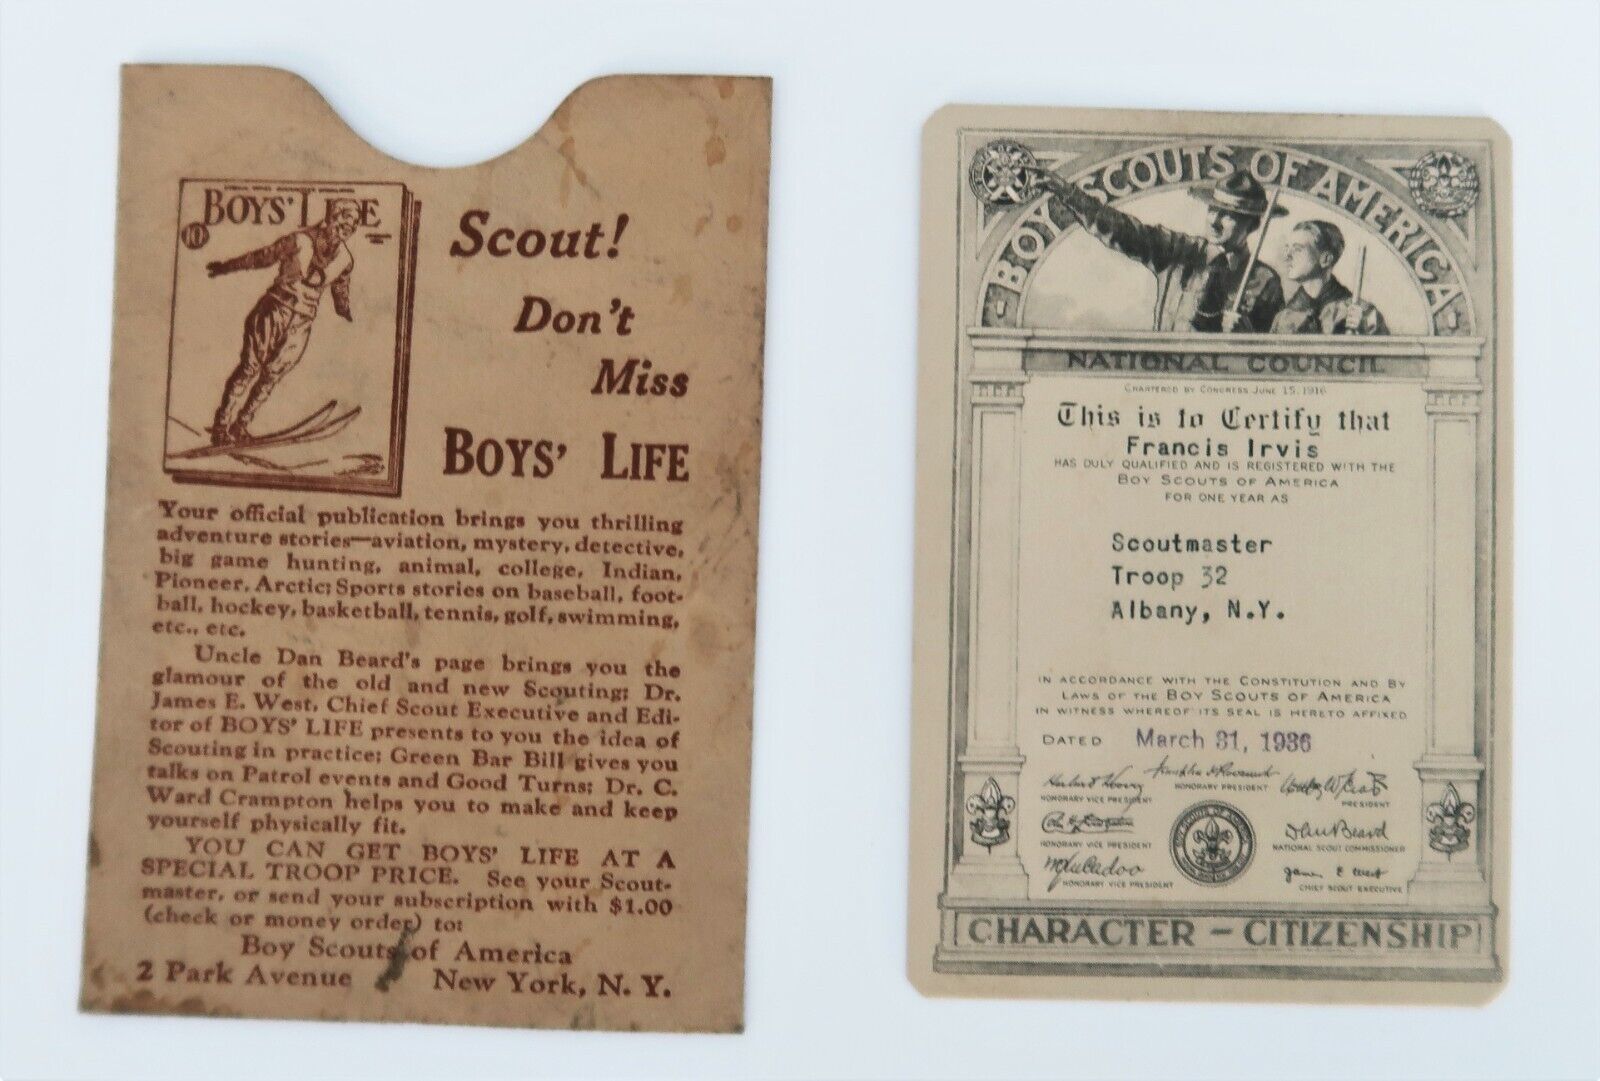 BOYS' LIFE
10
Scout!
Don't
Miss
BOYS' LIFE
Your official publication brings you thrilling
adventure stories—aviation, mystery, detective,
big game hunting, animal, college, Indian,
Pioneer, Arctic; Sports stories on baseball, foot-
ball, hockey, basketball, tennis, golf, swimming,
etc., etc.
Uncle Dan Beard's page brings you the
glamour of the old and new Scouting; Dr.
James E. West, Chief Scout Executive and Edi-
tor of BOYS' LIFE presents to you the idea of
Scouting in practice; Green Bar Bill gives you
talks on Patrol events and Good Turns; Dr. C.
Ward Crampton helps you to make and keep
yourself physically fit.
YOU CAN GET BOYS' LIFE AT A
SPECIAL TROOP PRICE. See your Scout-
master, or send your subscription with $1.00
(check or money order) to:
Boy Scouts of America
2 Park Avenue New York, N. Y.
BOY SCOUTS OF AMERICA
NATIONAL COUNCIL
CHARTERED BY CONGRESS JUNE 15, 1916
This is to Certify that
Francis Irvis
HAS DULY QUALIFIED AND IS REGISTERED WITH THE
BOY SCOUTS OF AMERICA
FOR ONE YEAR AS
Scoutmaster
Troop 32
Albany, N.Y.
IN ACCORDANCE WITH THE CONSTITUTION AND BY
LAWS OF THE BOY SCOUTS OF AMERICA
IN WITNESS WHEREOF ITS SEAL IS HERETO AFFIXED
DATED March 31, 1936
Herbert Hoover Franklin D Roosevelt
HONORARY VICE PRESIDENT HONORARY PRESIDENT PRESIDENT
Dan Beard
HONORARY VICE PRESIDENT NATIONAL SCOUT COMMISSIONER
James E West
HONORARY VICE PRESIDENT CHIEF SCOUT EXECUTIVE
CHARACTER – CITIZENSHIP